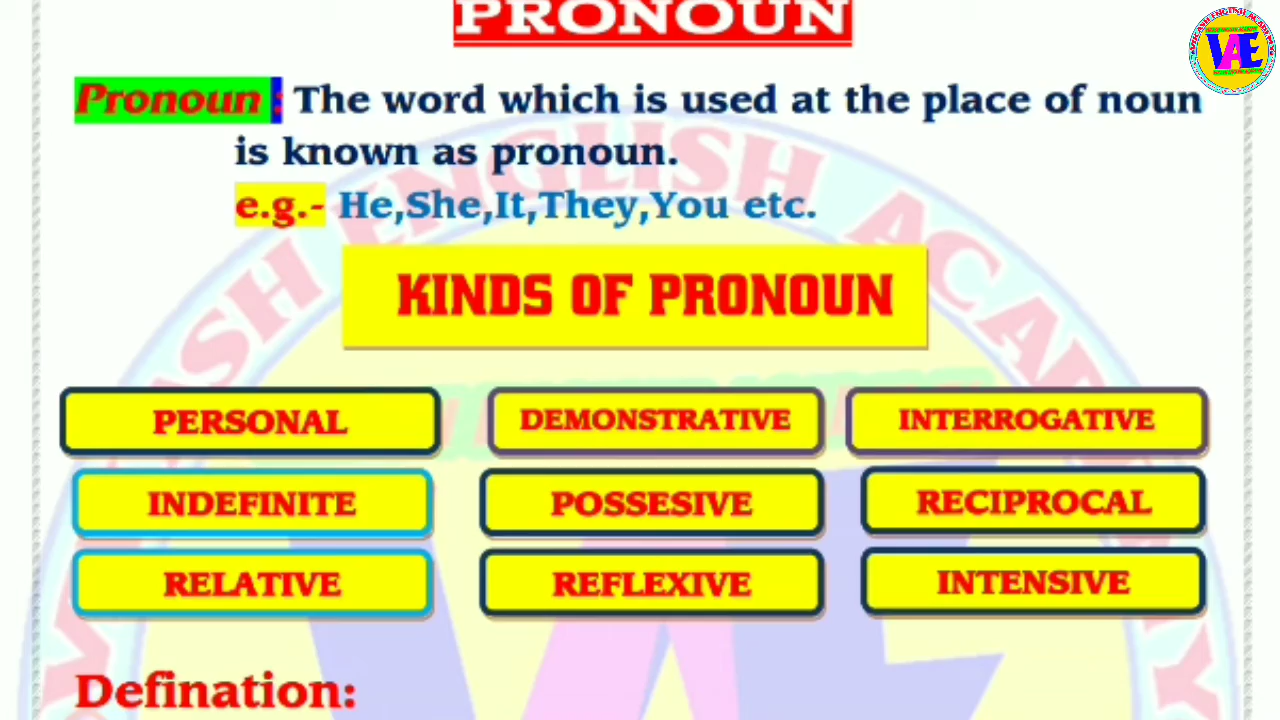 PRONOUN
Pronoun : The word which is used at the place of noun
is known as pronoun.
e.g.- He,She,It,They,You etc.
KINDS OF PRONOUN
PERSONAL DEMONSTRATIVE INTERROGATIVE
INDEFINITE POSSESIVE RECIPROCAL
RELATIVE REFLEXIVE INTENSIVE
Defination:
VAE